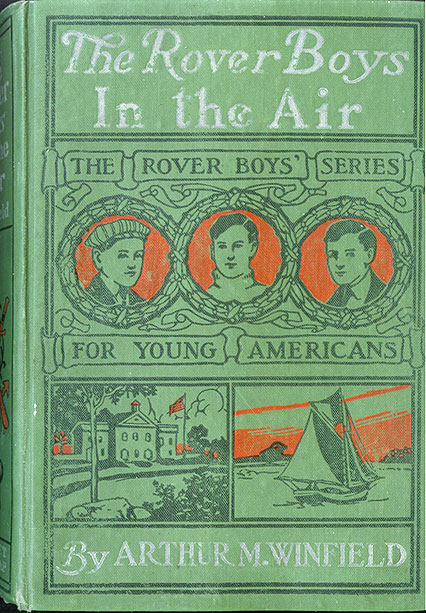 The Rover Boys
In the Air
THE ROVER BOYS' SERIES
FOR YOUNG AMERICANS
By ARTHUR M. WINFIELD